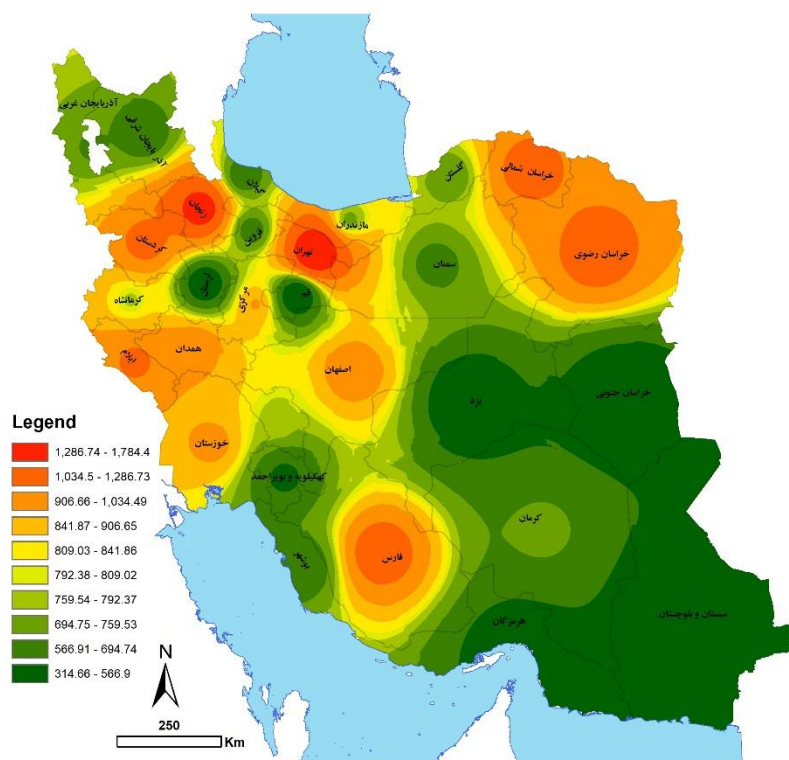 آذربایجان غربی
آذربایجان شرقی
گیلان
گلستان
خراسان شمالی
زنجان
قزوین
مازندران
تهران
کردستان
خراسان رضوی
سمنان
لرستان
قم
مرکزی
کرمانشاه
همدان
ایلام
اصفهان
یزد
خراسان جنوبی
خوزستان
کهگیلویه و بویراحمد
کرمان
بوشهر
فارس
هرمزگان
سیستان و بلوچستان
Legend
1,286.74 - 1,784.4
1,034.5 - 1,286.73
906.66 - 1,034.49
841.87 - 906.65
809.03 - 841.86
792.38 - 809.02
759.54 - 792.37
694.75 - 759.53
566.91 - 694.74
314.66 - 566.9
N
250
Km